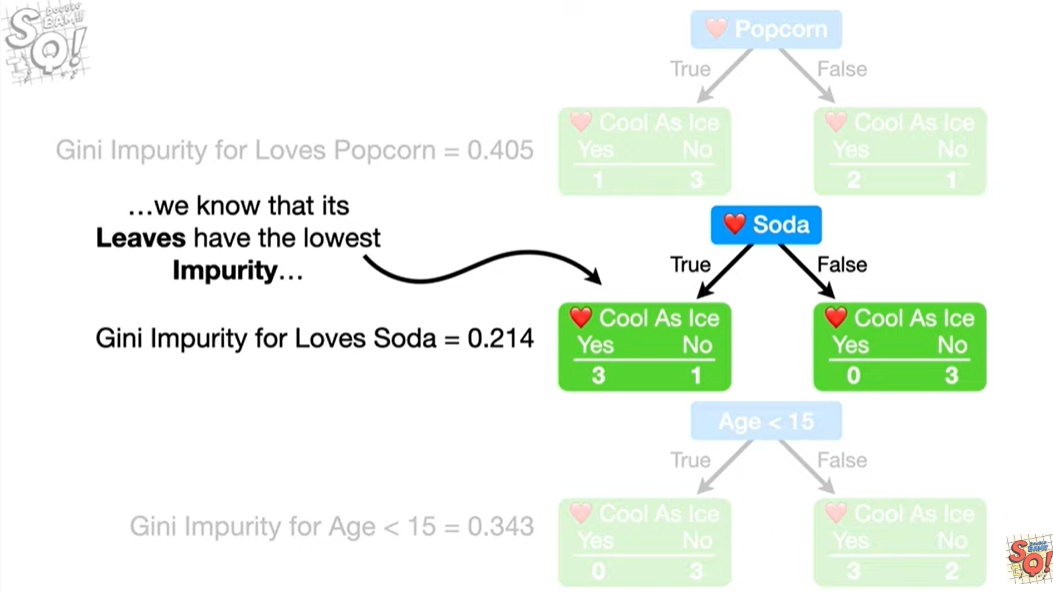 DOUBLE
BAM!!!
SQ!
❤️ Popcorn
True False
Gini Impurity for Loves Popcorn = 0.405
❤️ Cool As Ice
Yes No
1 3
❤️ Cool As Ice
Yes No
2 1
…we know that its
Leaves have the lowest
Impurity…
❤️ Soda
True False
Gini Impurity for Loves Soda = 0.214
❤️ Cool As Ice
Yes No
3 1
❤️ Cool As Ice
Yes No
0 3
Age < 15
True False
Gini Impurity for Age < 15 = 0.343
❤️ Cool As Ice
Yes No
0 3
❤️ Cool As Ice
Yes No
3 2
SQ!